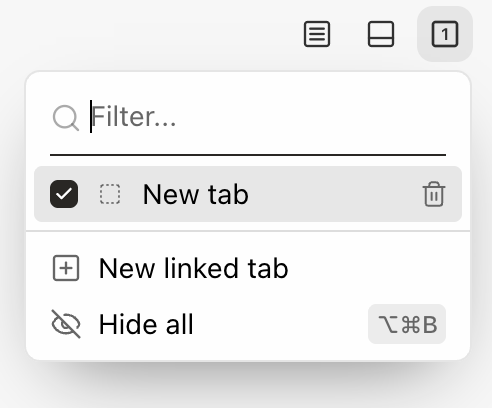 1
Filter...
New tab
New linked tab
Hide all ⌥⌘B